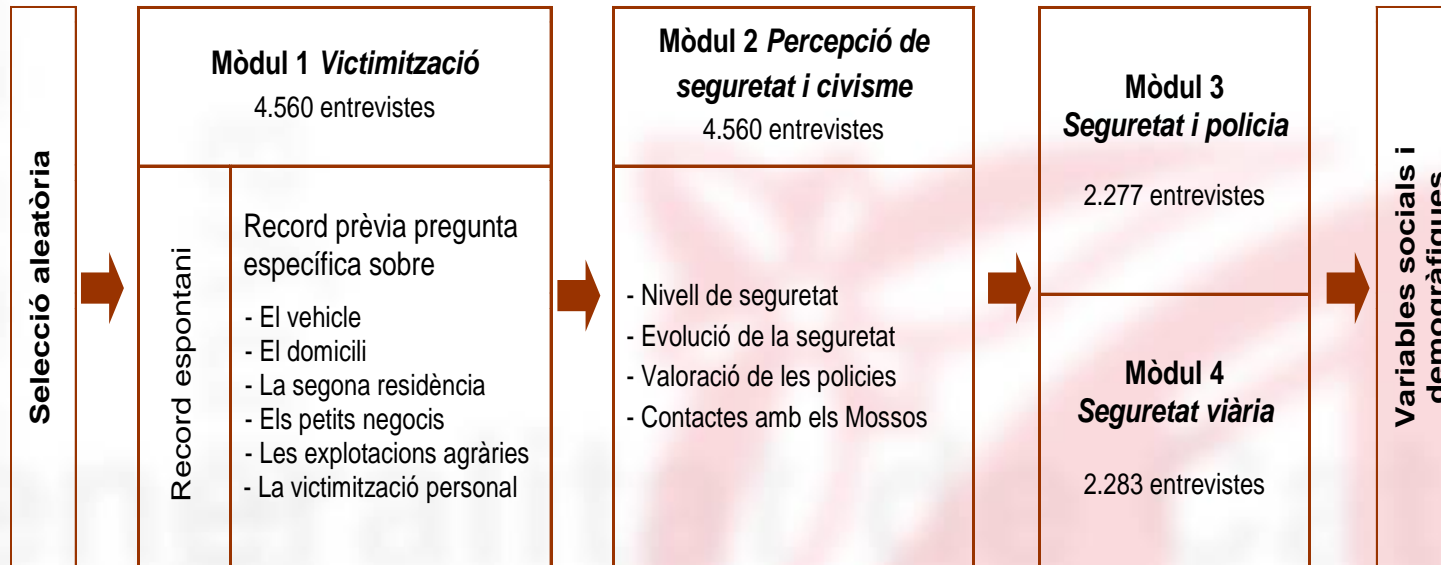 Selecció aleatòria
Mòdul 1 Victimització
4.560 entrevistes
Record espontani
Record prèvia pregunta
específica sobre
- El vehicle
- El domicili
- La segona residència
- Els petits negocis
- Les explotacions agràries
- La victimització personal
Mòdul 2 Percepció de
seguretat i civisme
4.560 entrevistes
- Nivell de seguretat
- Evolució de la seguretat
- Valoració de les policies
- Contactes amb els Mossos
Mòdul 3
Seguretat i policia
2.277 entrevistes
Mòdul 4
Seguretat viària
2.283 entrevistes
Variables socials i
demogràfiques